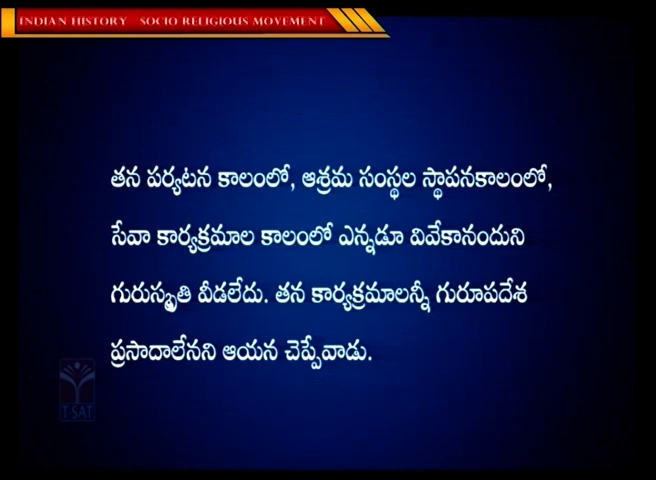 INDIAN HISTORY SOCIO RELIGIOUS MOVEMENT
తన పర్యటన కాలంలో, ఆశ్రమ సంస్థల స్థాపనకాలంలో,
సేవా కార్యక్రమాల కాలంలో ఎన్నడూ వివేకానందుని
గురుస్మృతి వీడలేదు. తన కార్యక్రమాలన్నీ గురూపదేశ
ప్రసాదాలేనని ఆయన చెప్పేవాడు.
T-SAT